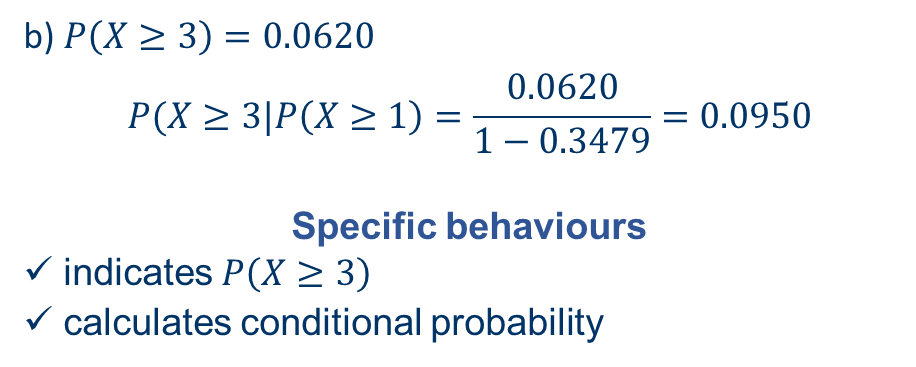 b) P(X ≥ 3) = 0.0620
P(X ≥ 3|P(X ≥ 1) = 0.0620 / 1 − 0.3479 = 0.0950
Specific behaviours
✓ indicates P(X ≥ 3)
✓ calculates conditional probability